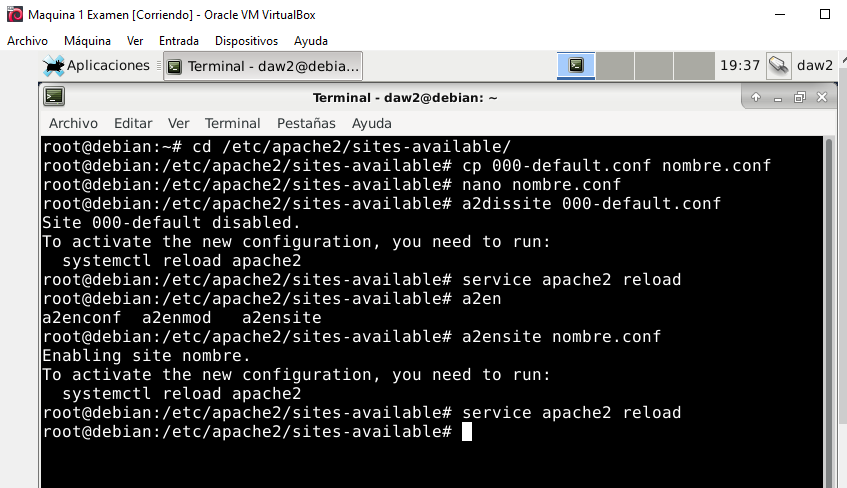 Maquina 1 Examen [Corriendo] - Oracle VM VirtualBox
Archivo Máquina Ver Entrada Dispositivos Ayuda
Aplicaciones Terminal - daw2@debia... 19:37 daw2
Terminal - daw2@debian: ~
Archivo Editar Ver Terminal Pestañas Ayuda
root@debian:~# cd /etc/apache2/sites-available/
root@debian:/etc/apache2/sites-available# cp 000-default.conf nombre.conf
root@debian:/etc/apache2/sites-available# nano nombre.conf
root@debian:/etc/apache2/sites-available# a2dissite 000-default.conf
Site 000-default disabled.
To activate the new configuration, you need to run:
  systemctl reload apache2
root@debian:/etc/apache2/sites-available# service apache2 reload
root@debian:/etc/apache2/sites-available# a2en
a2enconf  a2enmod   a2ensite
root@debian:/etc/apache2/sites-available# a2ensite nombre.conf
Enabling site nombre.
To activate the new configuration, you need to run:
  systemctl reload apache2
root@debian:/etc/apache2/sites-available# service apache2 reload
root@debian:/etc/apache2/sites-available#